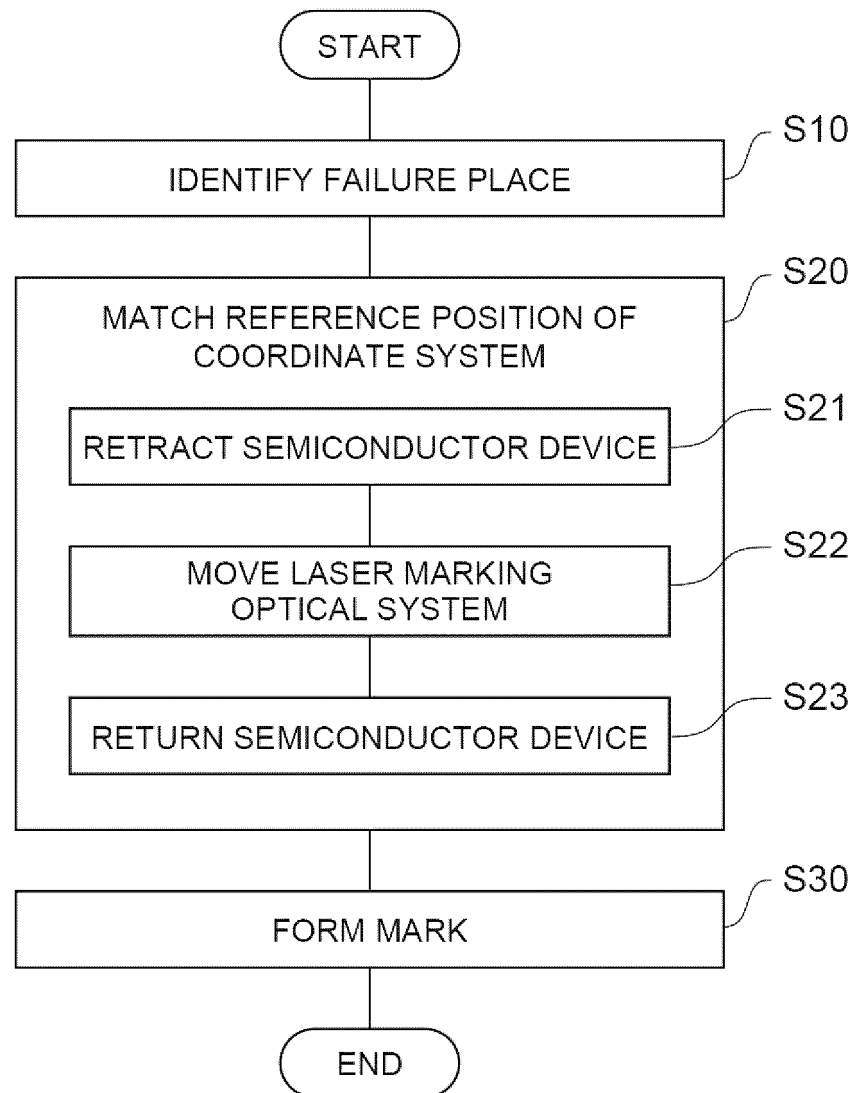 START
S10
IDENTIFY FAILURE PLACE
S20
MATCH REFERENCE POSITION OF
COORDINATE SYSTEM
S21
RETRACT SEMICONDUCTOR DEVICE
S22
MOVE LASER MARKING
OPTICAL SYSTEM
S23
RETURN SEMICONDUCTOR DEVICE
S30
FORM MARK
END